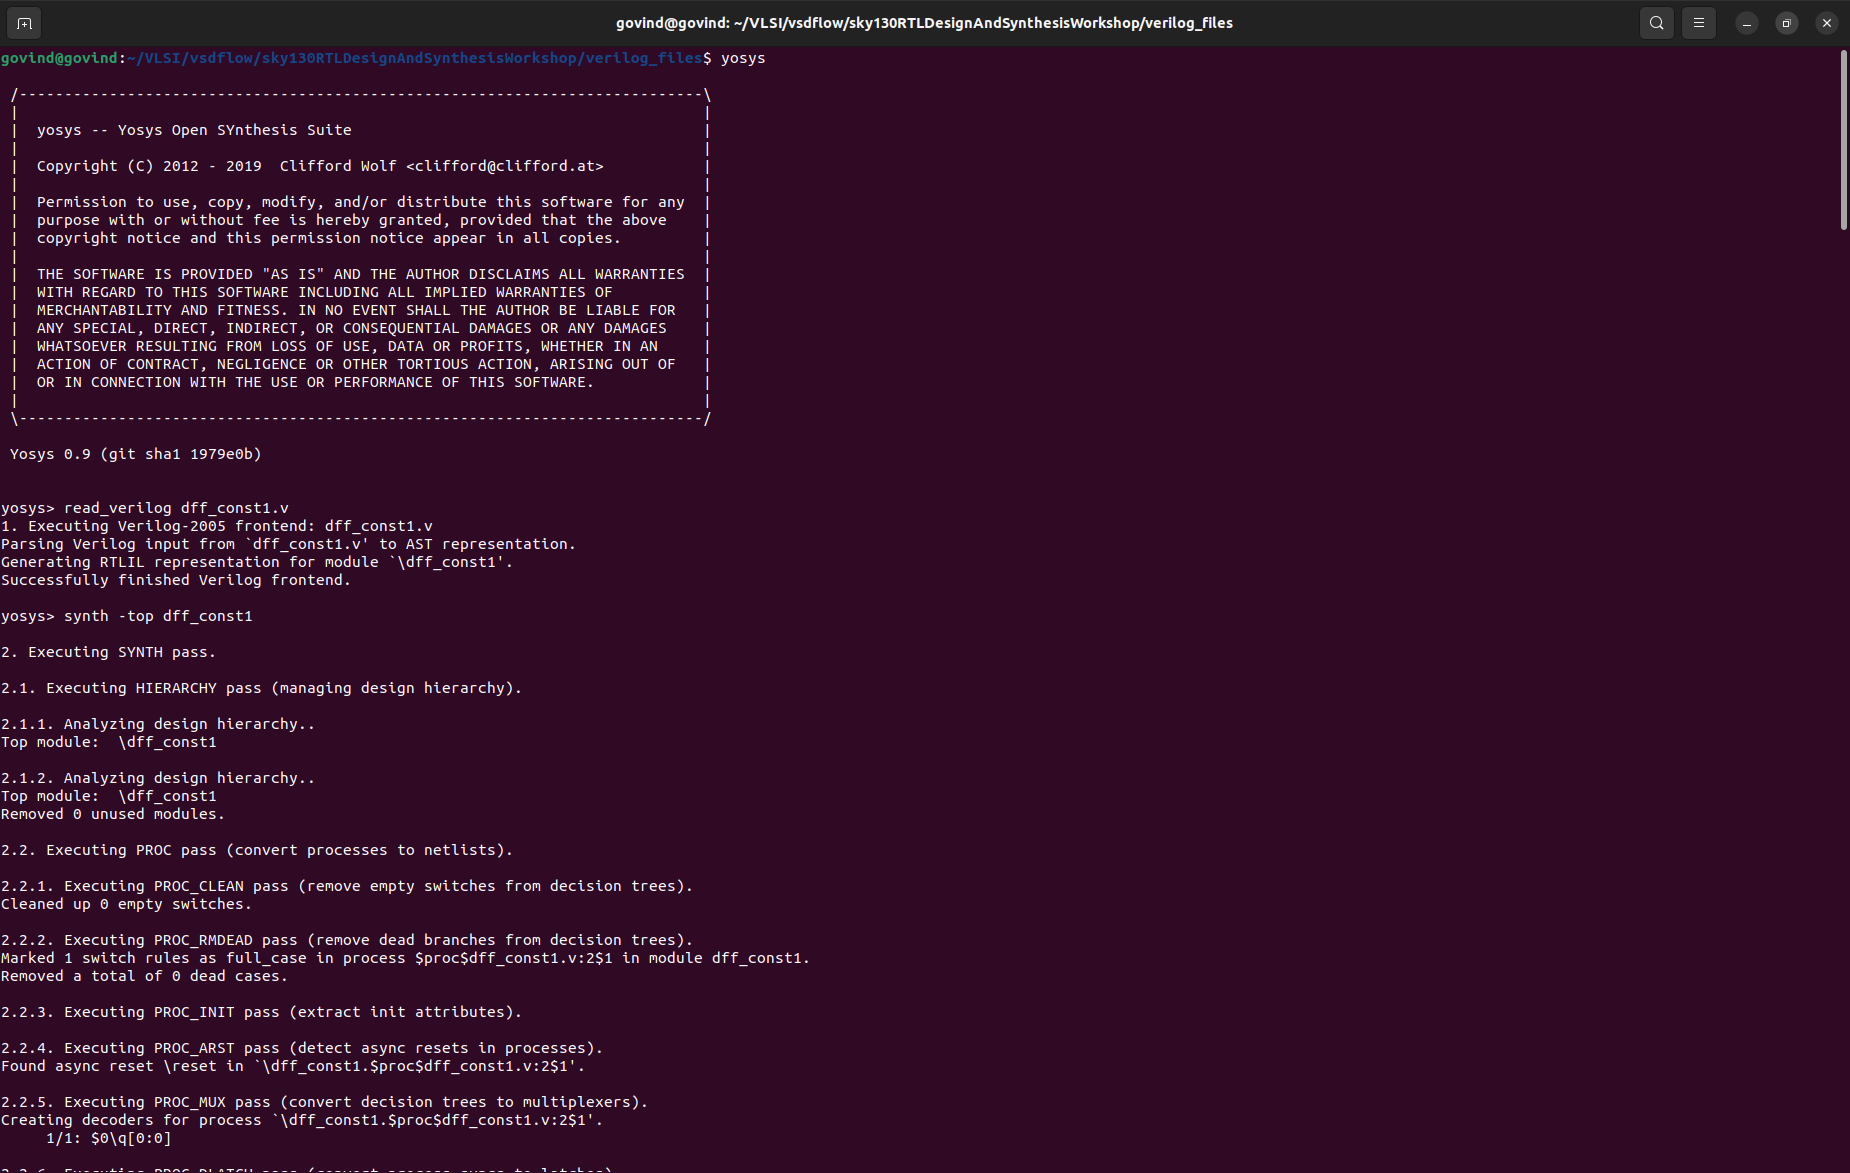 govind@govind: ~/VLSI/vsdflow/sky130RTLDesignAndSynthesisWorkshop/verilog_files
govind@govind:~/VLSI/vsdflow/sky130RTLDesignAndSynthesisWorkshop/verilog_files$ yosys
/----------------------------------------------------------------------------\
|                                                                            |
|  yosys -- Yosys Open SYnthesis Suite                                       |
|                                                                            |
|  Copyright (C) 2012 - 2019  Clifford Wolf <clifford@clifford.at>           |
|                                                                            |
|  Permission to use, copy, modify, and/or distribute this software for any  |
|  purpose with or without fee is hereby granted, provided that the above    |
|  copyright notice and this permission notice appear in all copies.         |
|                                                                            |
|  THE SOFTWARE IS PROVIDED "AS IS" AND THE AUTHOR DISCLAIMS ALL WARRANTIES  |
|  WITH REGARD TO THIS SOFTWARE INCLUDING ALL IMPLIED WARRANTIES OF          |
|  MERCHANTABILITY AND FITNESS. IN NO EVENT SHALL THE AUTHOR BE LIABLE FOR   |
|  ANY SPECIAL, DIRECT, INDIRECT, OR CONSEQUENTIAL DAMAGES OR ANY DAMAGES    |
|  WHATSOEVER RESULTING FROM LOSS OF USE, DATA OR PROFITS, WHETHER IN AN     |
|  ACTION OF CONTRACT, NEGLIGENCE OR OTHER TORTIOUS ACTION, ARISING OUT OF   |
|  OR IN CONNECTION WITH THE USE OR PERFORMANCE OF THIS SOFTWARE.            |
|                                                                            |
\----------------------------------------------------------------------------/
Yosys 0.9 (git sha1 1979e0b)
yosys> read_verilog dff_const1.v
1. Executing Verilog-2005 frontend: dff_const1.v
Parsing Verilog input from `dff_const1.v' to AST representation.
Generating RTLIL representation for module `\dff_const1'.
Successfully finished Verilog frontend.
yosys> synth -top dff_const1
2. Executing SYNTH pass.
2.1. Executing HIERARCHY pass (managing design hierarchy).
2.1.1. Analyzing design hierarchy..
Top module:  \dff_const1
2.1.2. Analyzing design hierarchy..
Top module:  \dff_const1
Removed 0 unused modules.
2.2. Executing PROC pass (convert processes to netlists).
2.2.1. Executing PROC_CLEAN pass (remove empty switches from decision trees).
Cleaned up 0 empty switches.
2.2.2. Executing PROC_RMDEAD pass (remove dead branches from decision trees).
Marked 1 switch rules as full_case in process $proc$dff_const1.v:2$1 in module dff_const1.
Removed a total of 0 dead cases.
2.2.3. Executing PROC_INIT pass (extract init attributes).
2.2.4. Executing PROC_ARST pass (detect async resets in processes).
Found async reset \reset in `\dff_const1.$proc$dff_const1.v:2$1'.
2.2.5. Executing PROC_MUX pass (convert decision trees to multiplexers).
Creating decoders for process `\dff_const1.$proc$dff_const1.v:2$1'.
1/1: $0\q[0:0]
2.2.6. Executing PROC_DLATCH pass (convert process syncs to latches).